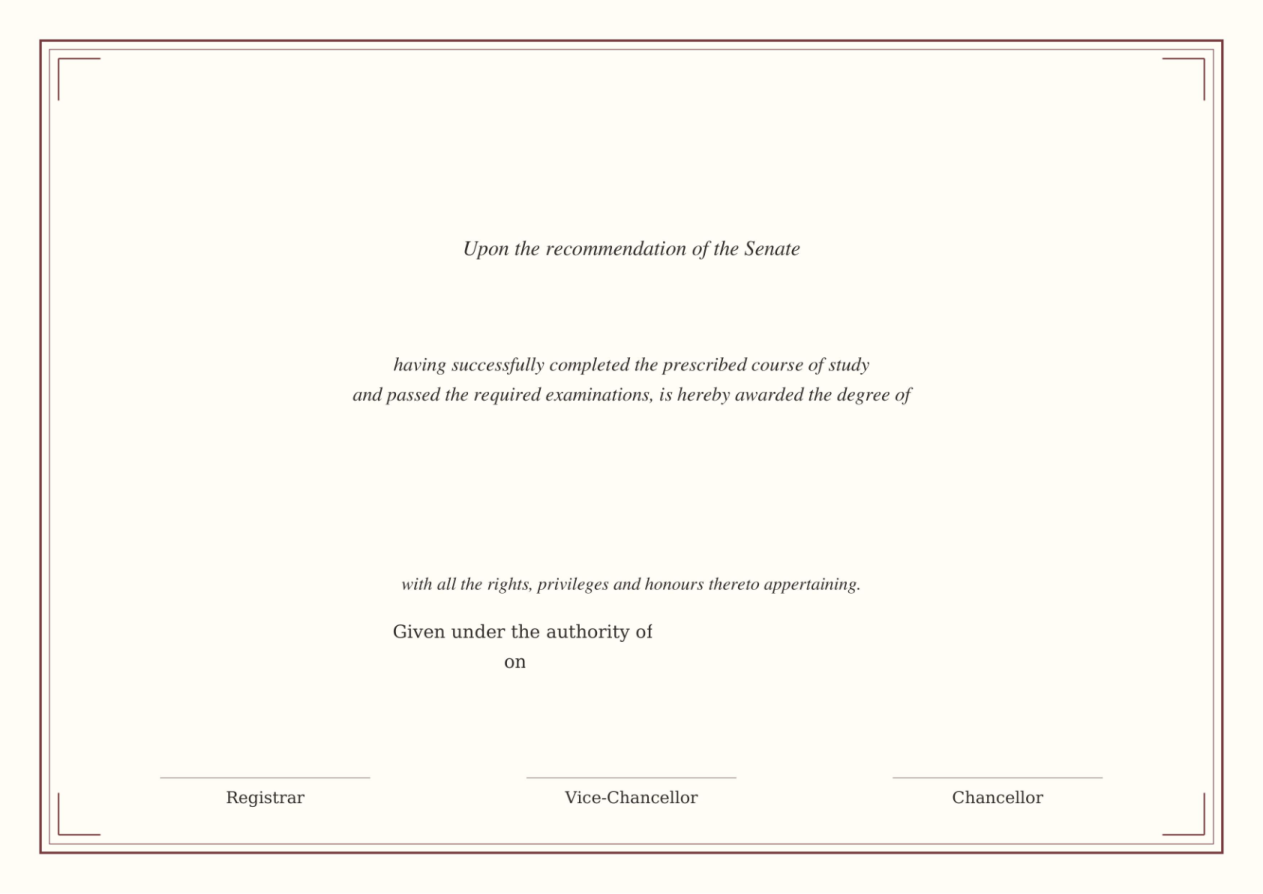 Upon the recommendation of the Senate
having successfully completed the prescribed course of study
and passed the required examinations, is hereby awarded the degree of
with all the rights, privileges and honours thereto appertaining.
Given under the authority of
on
Registrar
Vice-Chancellor
Chancellor